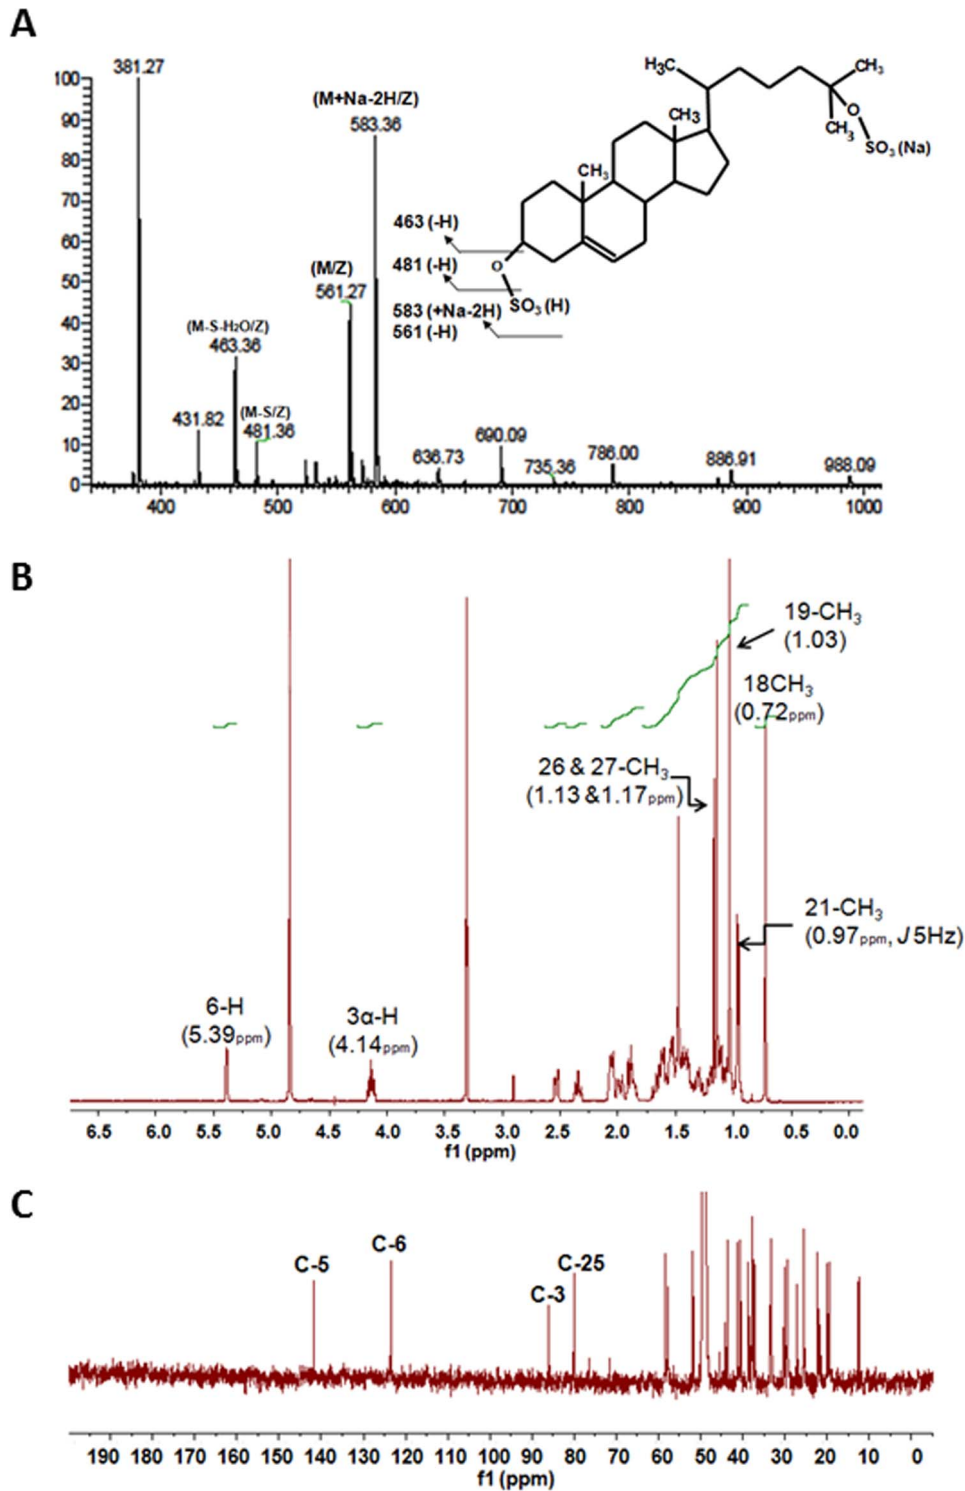 A
381.27
(M+Na-2H/Z)
583.36
(M/Z)
561.27
(M-S-H₂O/Z)
463.36
431.82
(M-S/Z)
481.36
636.73
690.09
735.36
786.00
886.91
988.09
100
90
80
70
60
50
40
30
20
10
0
400 500 600 700 800 900 1000
H₃C
CH₃
CH3
CH₃
O
SO₃(Na)
CH₃
463 (-H)
481 (-H)
O
SO₃(H)
583 (+Na-2H)
561 (-H)
B
19-CH₃
(1.03)
18CH₃
(0.72ppm)
26 & 27-CH₃
(1.13 &1.17ppm)
21-CH₃
(0.97ppm, J 5Hz)
6-H
(5.39ppm)
3α-H
(4.14ppm)
6.5 6.0 5.5 5.0 4.5 4.0 3.5 3.0 2.5 2.0 1.5 1.0 0.5 0.0
f1 (ppm)
C
C-5
C-6
C-3
C-25
190 180 170 160 150 140 130 120 110 100 90 80 70 60 50 40 30 20 10 0
f1 (ppm)